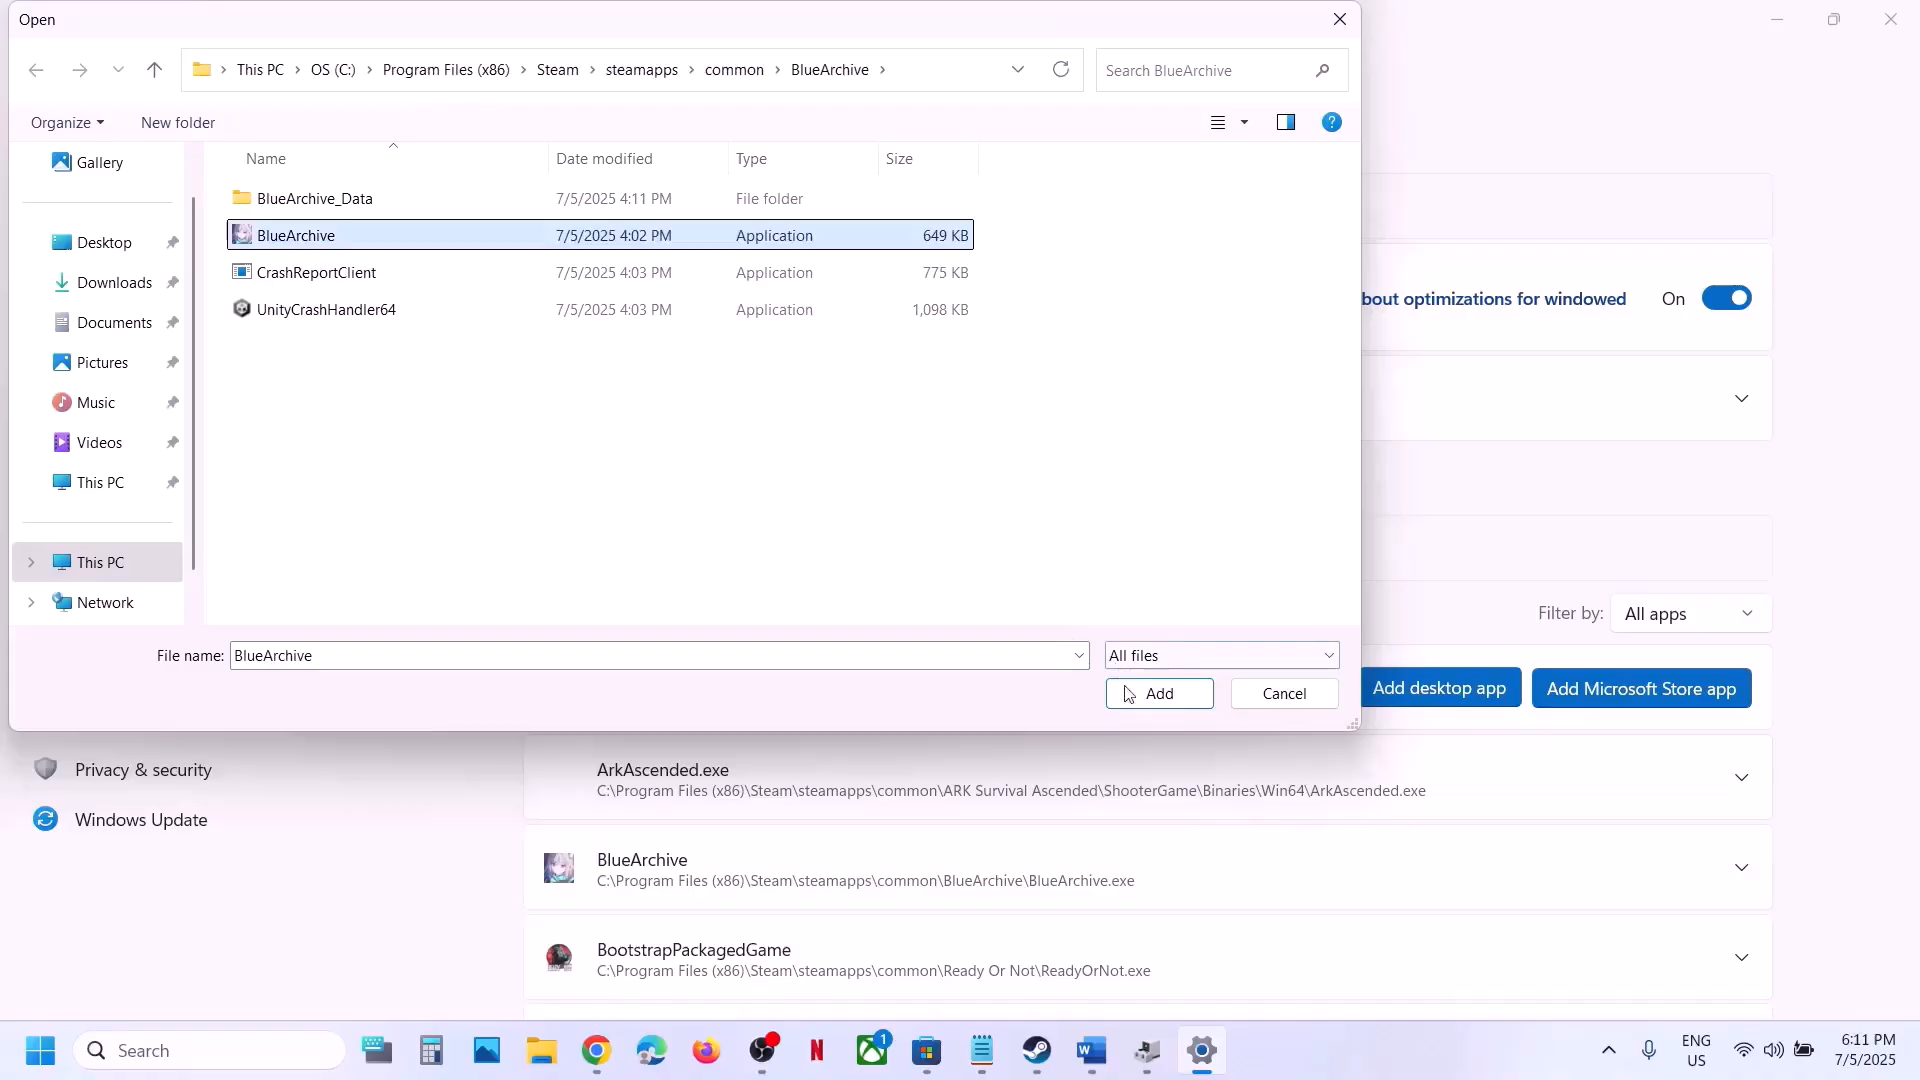 Open
This PC > OS (C:) > Program Files (x86) > Steam > steamapps > common > BlueArchive >
Search BlueArchive
Organize
New folder
Name Date modified Type Size
Gallery
BlueArchive_Data 7/5/2025 4:11 PM File folder
BlueArchive 7/5/2025 4:02 PM Application 649 KB
CrashReportClient 7/5/2025 4:03 PM Application 775 KB
UnityCrashHandler64 7/5/2025 4:03 PM Application 1,098 KB
Desktop
Downloads
Documents
Pictures
Music
Videos
This PC
This PC
Network
File name: BlueArchive
All files
Add
Cancel
bout optimizations for windowed
On
Filter by: All apps
Add desktop app
Add Microsoft Store app
Privacy & security
Windows Update
ArkAscended.exe
C:\Program Files (x86)\Steam\steamapps\common\ARK Survival Ascended\ShooterGame\Binaries\Win64\ArkAscended.exe
BlueArchive
C:\Program Files (x86)\Steam\steamapps\common\BlueArchive\BlueArchive.exe
BootstrapPackagedGame
C:\Program Files (x86)\Steam\steamapps\common\Ready Or Not\ReadyOrNot.exe
Search
1
ENG
US
6:11 PM
7/5/2025